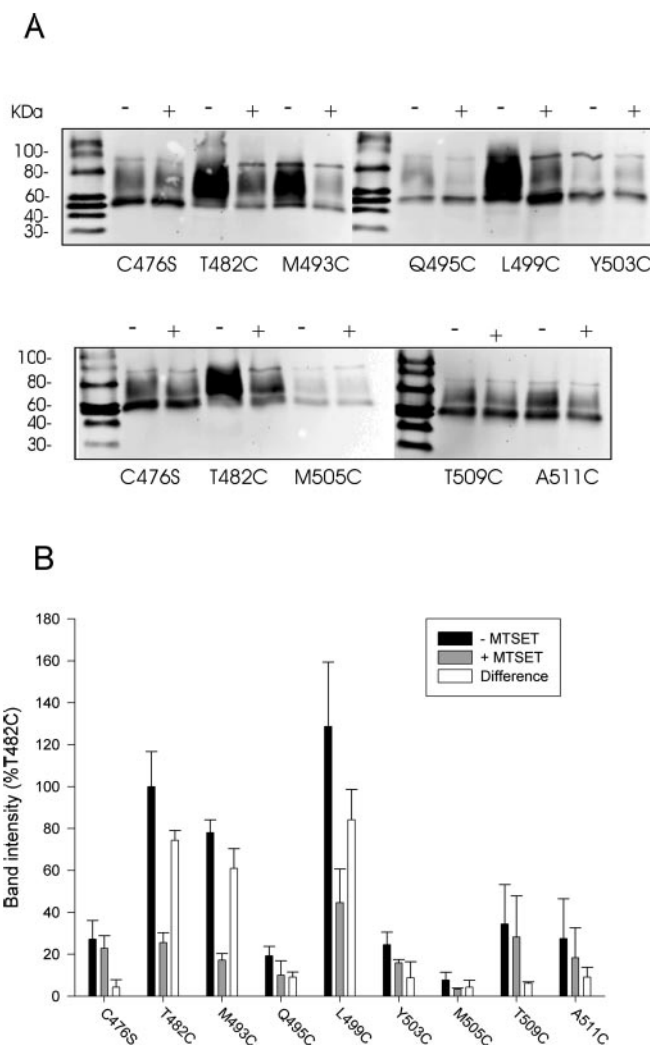 A
KDa - + - + - + - + - + - +
100-
80-
60-
40-
30-
C476S T482C M493C Q495C L499C Y503C
- + - + - + - + - +
100-
80-
60-
40-
30-
C476S T482C M505C T509C A511C
B
180
160
140
120
100
80
60
40
20
0
Band intensity (%T482C)
- MTSET
+ MTSET
Difference
C476S T482C M493C Q495C L499C Y503C M505C T509C A511C